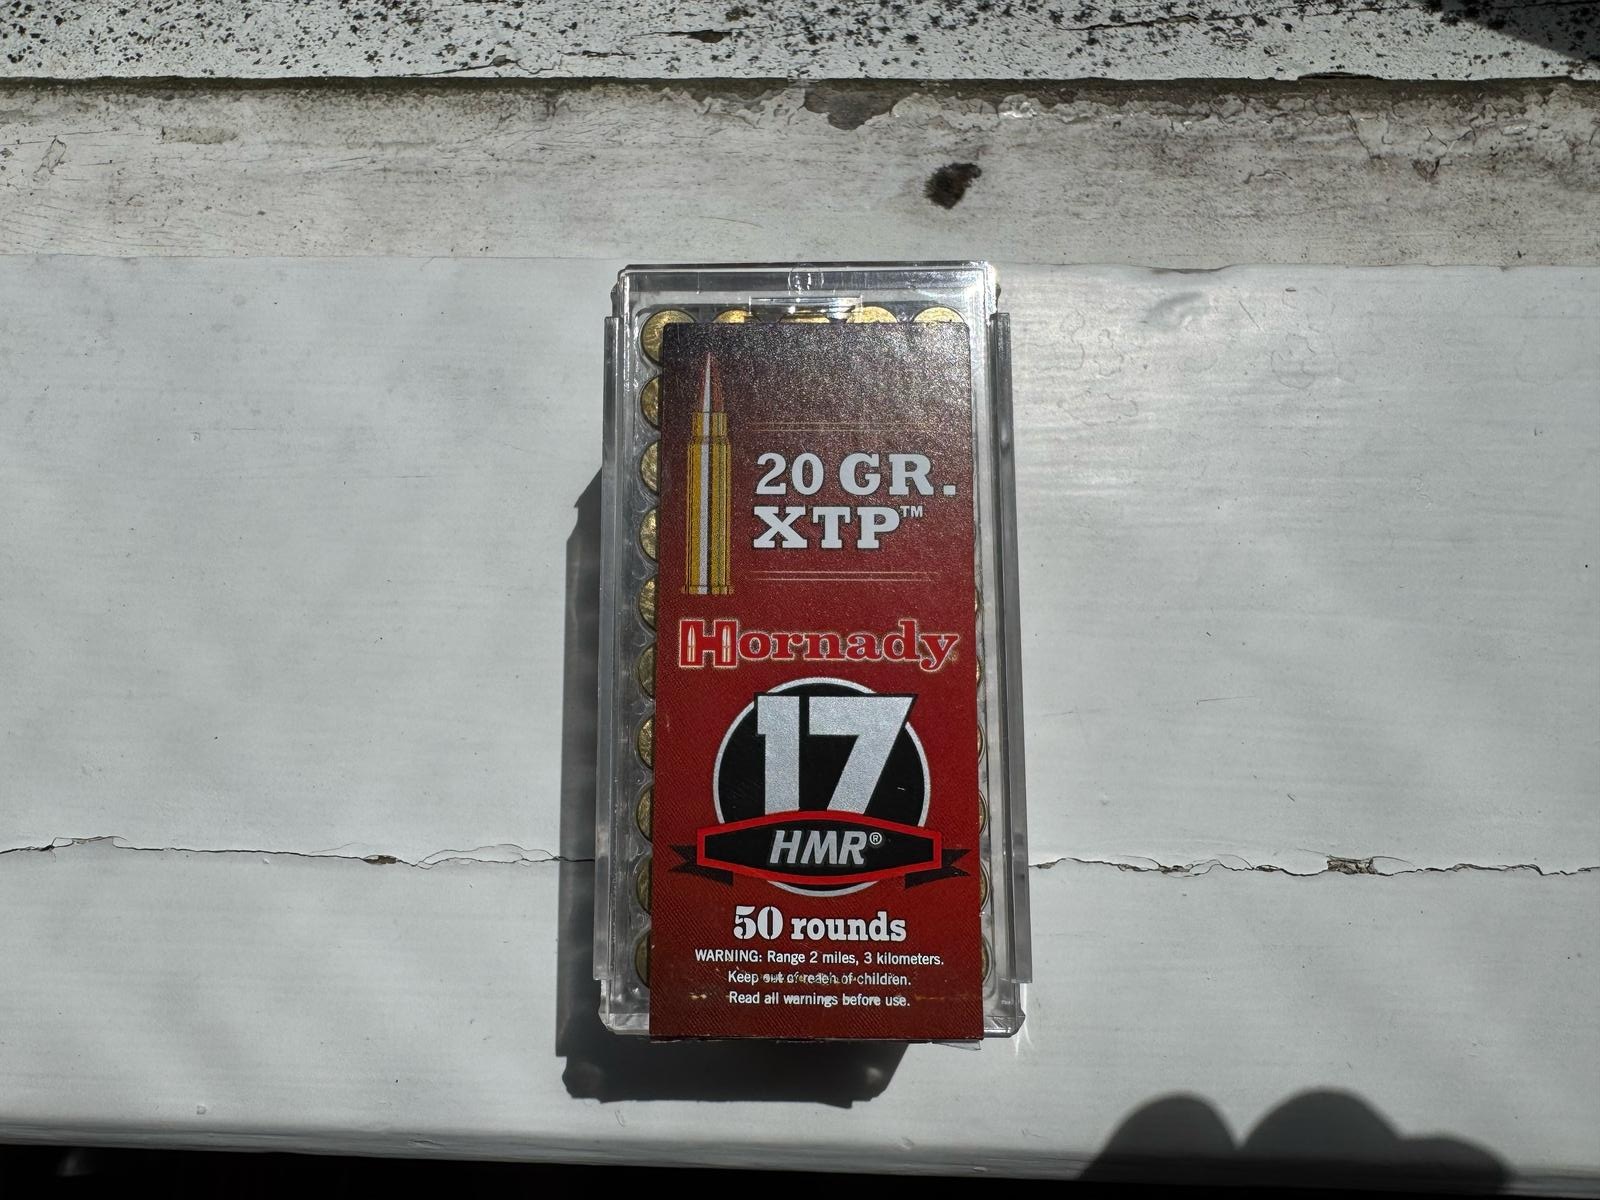 20 GR.
XTP™
Hornady
17
HMR®
50 rounds
WARNING: Range 2 miles, 3 kilometers.
Keep out of reach of children.
Read all warnings before use.